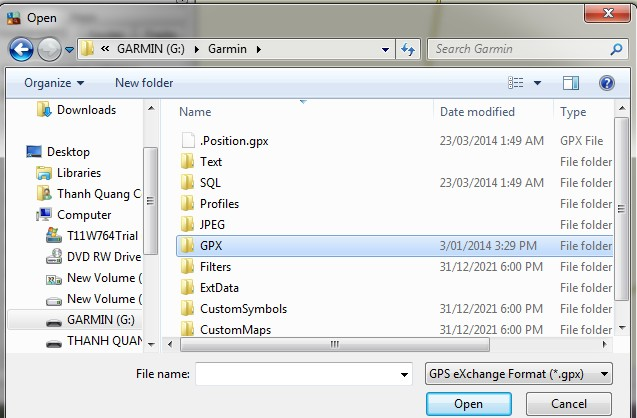 Open
GARMIN (G:) Garmin
Search Garmin
Organize New folder
Name Date modified Type
.Position.gpx 23/03/2014 1:49 AM GPX File
Text File folder
SQL 23/03/2014 1:49 AM File folder
Profiles File folder
JPEG File folder
GPX 3/01/2014 3:29 PM File folder
Filters 31/12/2021 6:00 PM File folder
ExtData File folder
CustomSymbols 31/12/2021 6:00 PM File folder
CustomMaps 31/12/2021 6:00 PM File folder
Downloads
Desktop
Libraries
Thanh Quang C
Computer
T11W764Trial
DVD RW Drive
New Volume (
New Volume (
GARMIN (G:)
THANH QUAN
File name: GPS eXchange Format (*.gpx)
Open Cancel